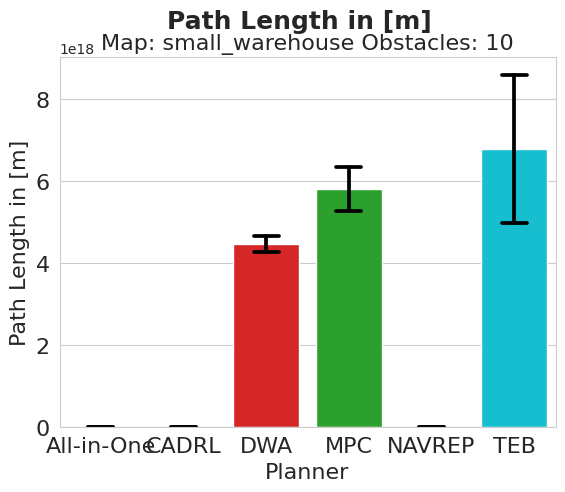 Path Length in [m]
Map: small_warehouse Obstacles: 10
1e18
8
6
4
2
0
Path Length in [m]
All-in-One CADRL DWA MPC NAVREP TEB
Planner